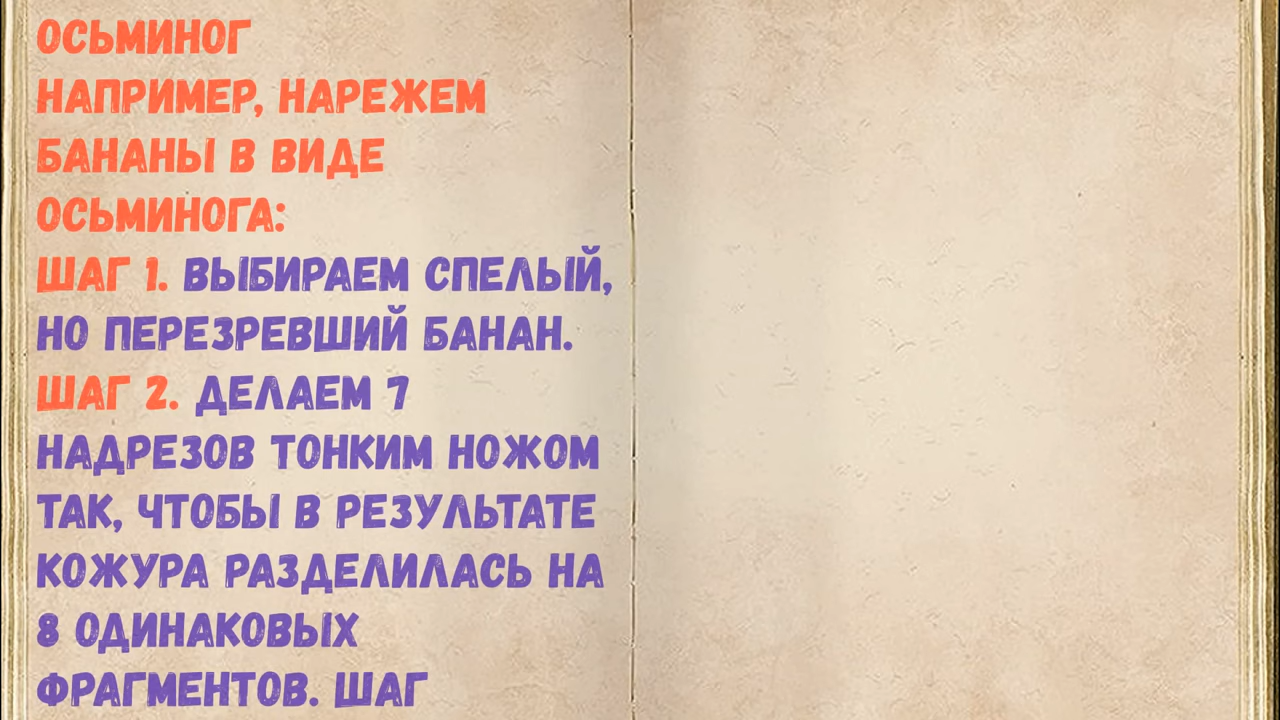 ОСЬМИНОГ
НАПРИМЕР, НАРЕЖЕМ
БАНАНЫ В ВИДЕ
ОСЬМИНОГА:
ШАГ 1. ВЫБИРАЕМ СПЕЛЫЙ,
НО ПЕРЕЗРЕВШИЙ БАНАН.
ШАГ 2. ДЕЛАЕМ 7
НАДРЕЗОВ ТОНКИМ НОЖОМ
ТАК, ЧТОБЫ В РЕЗУЛЬТАТЕ
КОЖУРА РАЗДЕЛИЛАСЬ НА
8 ОДИНАКОВЫХ
ФРАГМЕНТОВ. ШАГ